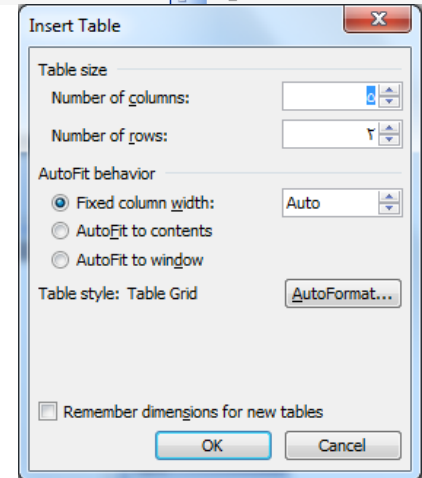 Insert Table
Table size
Number of columns: ٥
Number of rows: ٢
AutoFit behavior
Fixed column width: Auto
AutoFit to contents
AutoFit to window
Table style: Table Grid AutoFormat...
Remember dimensions for new tables
OK Cancel